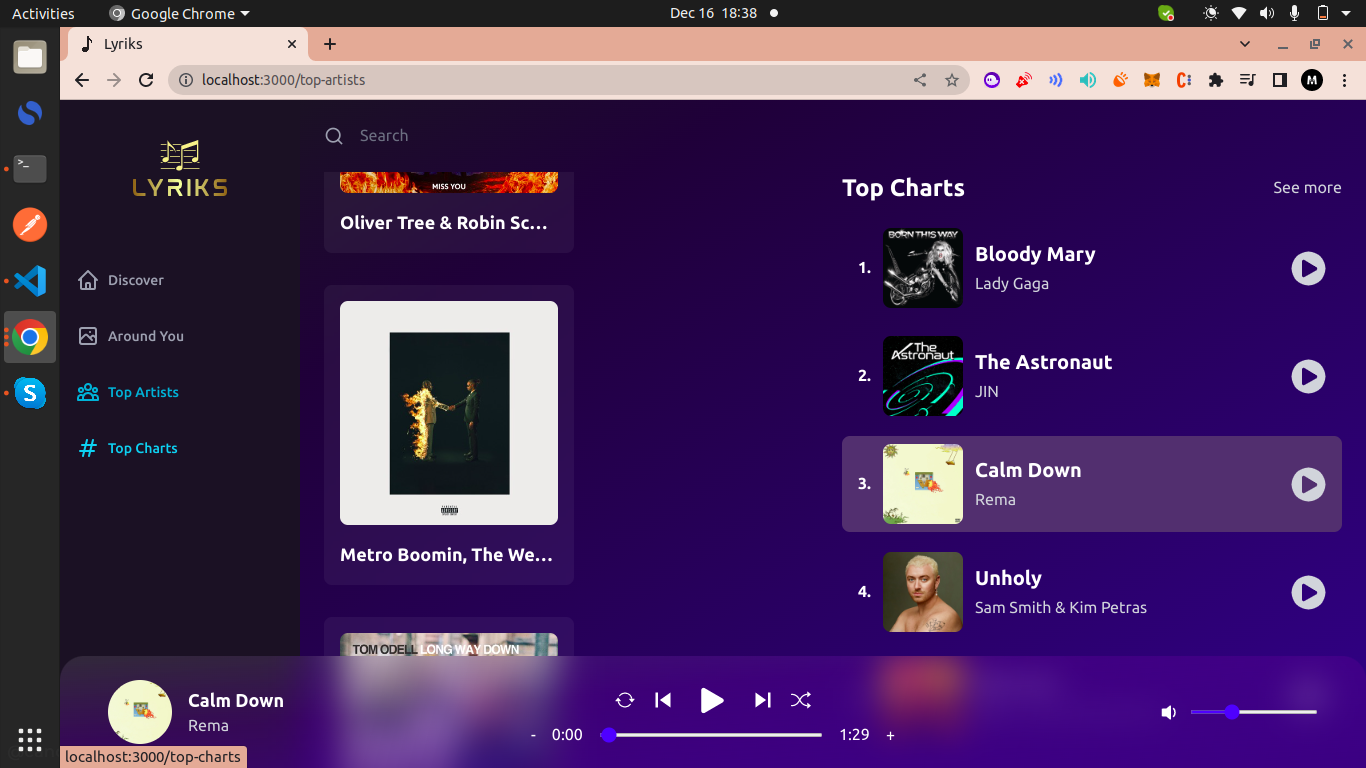 Activities
Google Chrome
Dec 16 18:38
Lyriks
localhost:3000/top-artists
M
LYRIKS
Discover
Around You
Top Artists
Top Charts
Search
MISS YOU
Oliver Tree & Robin Sc...
Metro Boomin, The We...
TOM ODELL LONG WAY DOWN
Top Charts
See more
1.
BORN THIS WAY
Bloody Mary
Lady Gaga
2.
The Astronaut
The Astronaut
JIN
3.
Calm Down
Rema
4.
Unholy
Sam Smith & Kim Petras
Calm Down
Rema
- 0:00
1:29 +
localhost:3000/top-charts